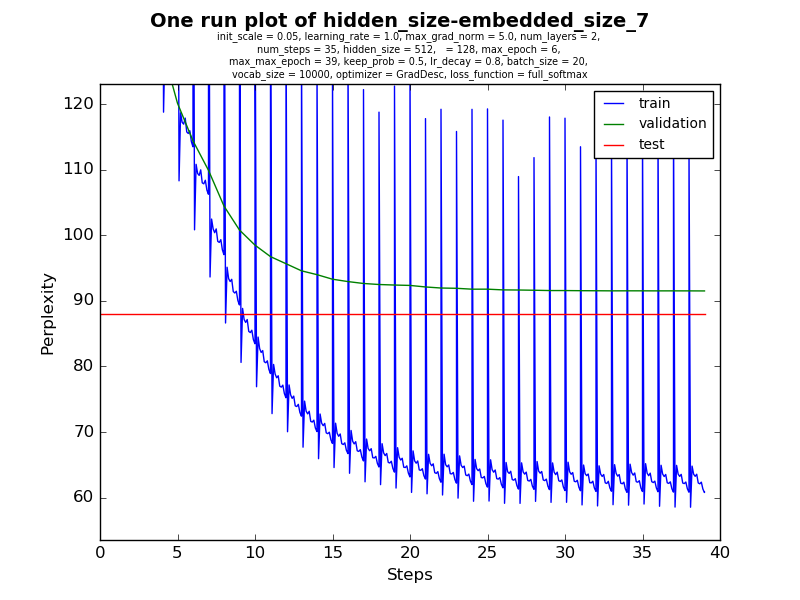 One run plot of hidden_size-embedded_size_7
init_scale = 0.05, learning_rate = 1.0, max_grad_norm = 5.0, num_layers = 2,
num_steps = 35, hidden_size = 512,   = 128, max_epoch = 6,
max_max_epoch = 39, keep_prob = 0.5, lr_decay = 0.8, batch_size = 20,
vocab_size = 10000, optimizer = GradDesc, loss_function = full_softmax
train
validation
test
120
110
100
90
80
70
60
Perplexity
0 5 10 15 20 25 30 35 40
Steps